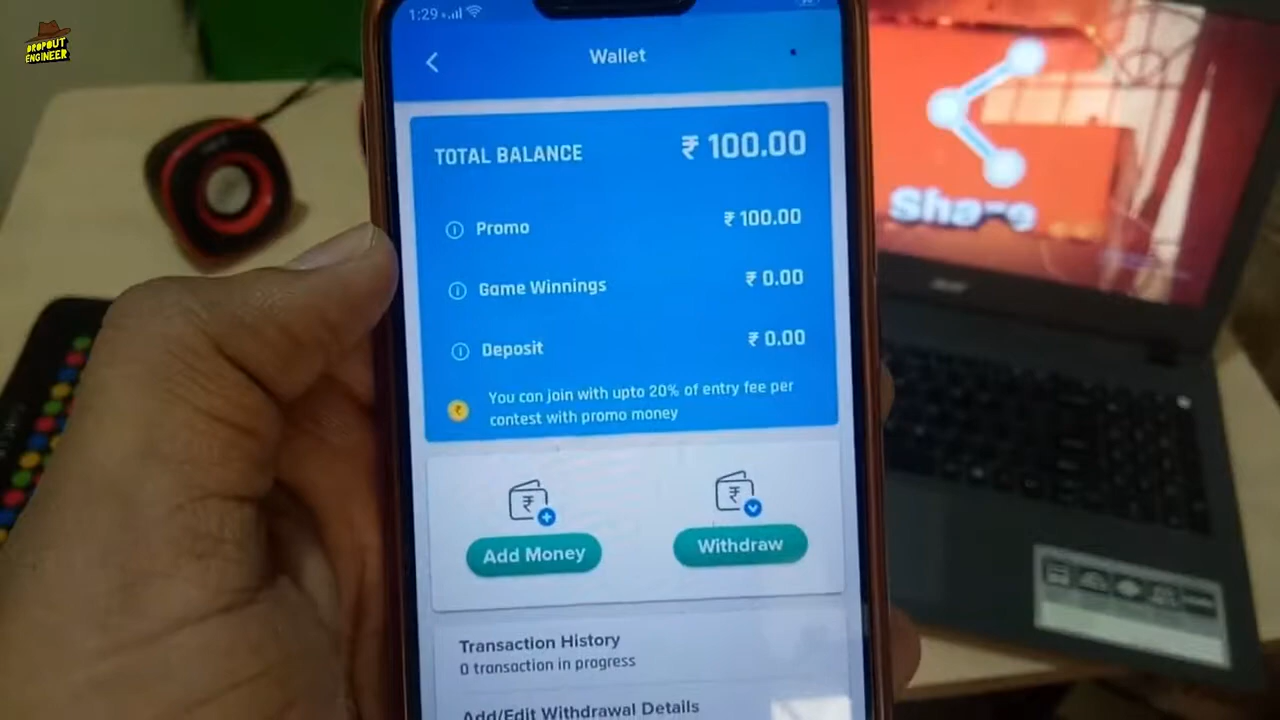 DROPOUT
ENGINEER
1:29
Wallet
TOTAL BALANCE ₹ 100.00
Promo ₹ 100.00
Game Winnings ₹ 0.00
Deposit ₹ 0.00
You can join with upto 20% of entry fee per
contest with promo money
Add Money
Withdraw
Transaction History
0 transaction in progress
Add/Edit Withdrawal Details
Share